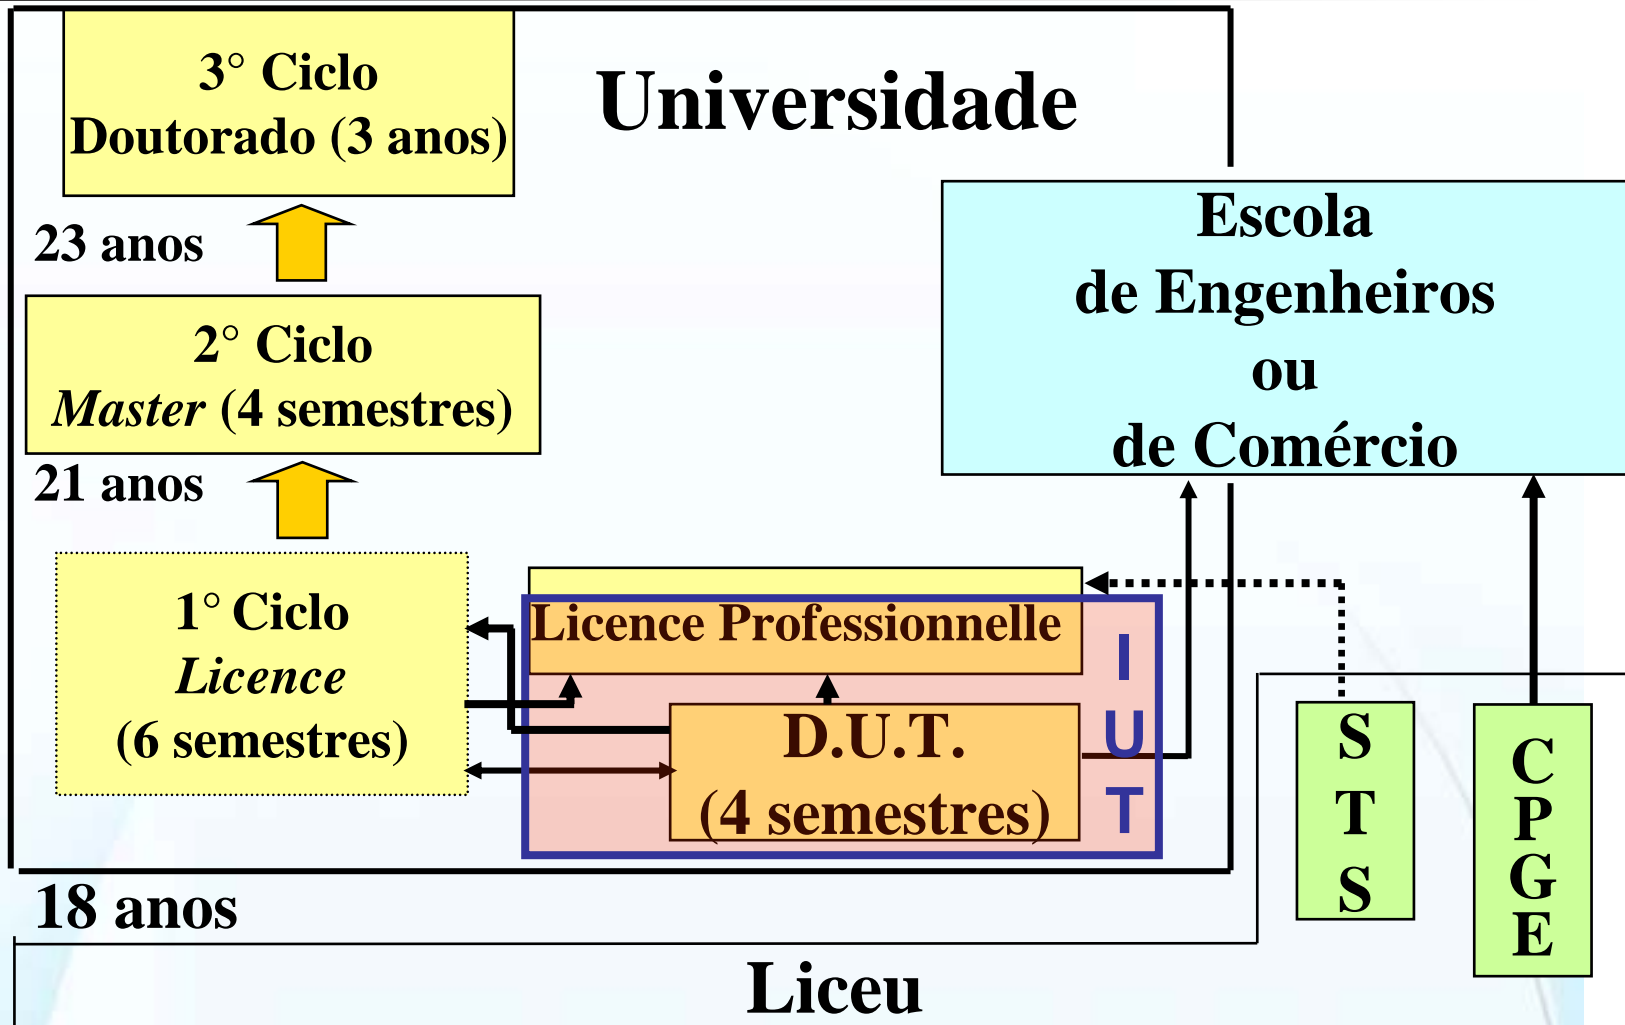 3° Ciclo
Doutorado (3 anos)
Universidade
23 anos
Escola
de Engenheiros
ou
de Comércio
2° Ciclo
Master (4 semestres)
21 anos
1° Ciclo
Licence
(6 semestres)
Licence Professionnelle
D.U.T.
(4 semestres)
I
U
T
S
T
S
C
P
G
E
18 anos
Liceu